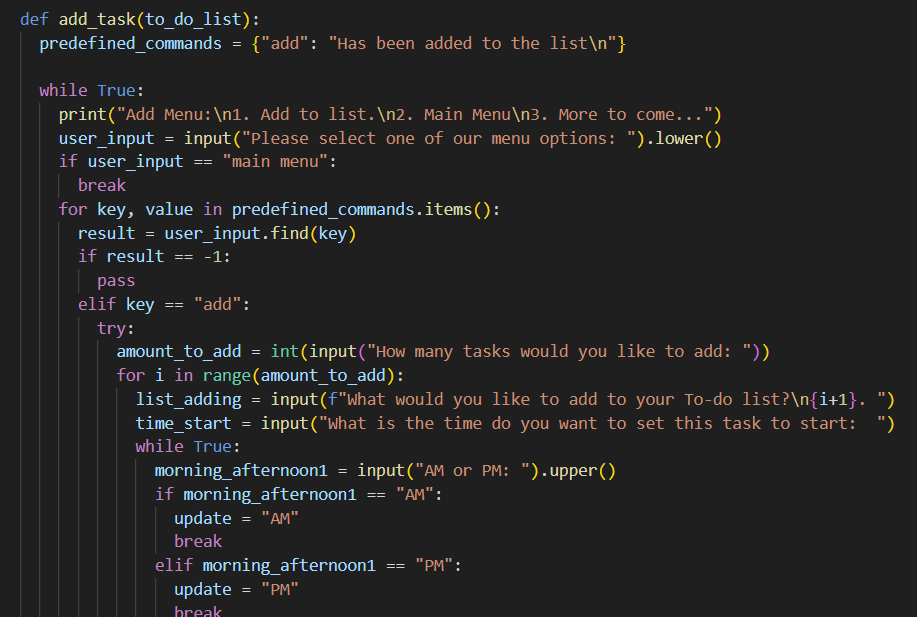 def add_task(to_do_list):
  predefined_commands = {"add": "Has been added to the list\n"}

  while True:
    print("Add Menu:\n1. Add to list.\n2. Main Menu\n3. More to come...")
    user_input = input("Please select one of our menu options: ").lower()
    if user_input == "main menu":
      break
    for key, value in predefined_commands.items():
      result = user_input.find(key)
      if result == -1:
        pass
      elif key == "add":
        try:
          amount_to_add = int(input("How many tasks would you like to add: "))
          for i in range(amount_to_add):
            list_adding = input(f"What would you like to add to your To-do list?\n{i+1}. ")
            time_start = input("What is the time do you want to set this task to start:  ")
            while True:
              morning_afternoon1 = input("AM or PM: ").upper()
              if morning_afternoon1 == "AM":
                update = "AM"
                break
              elif morning_afternoon1 == "PM":
                update = "PM"
                break